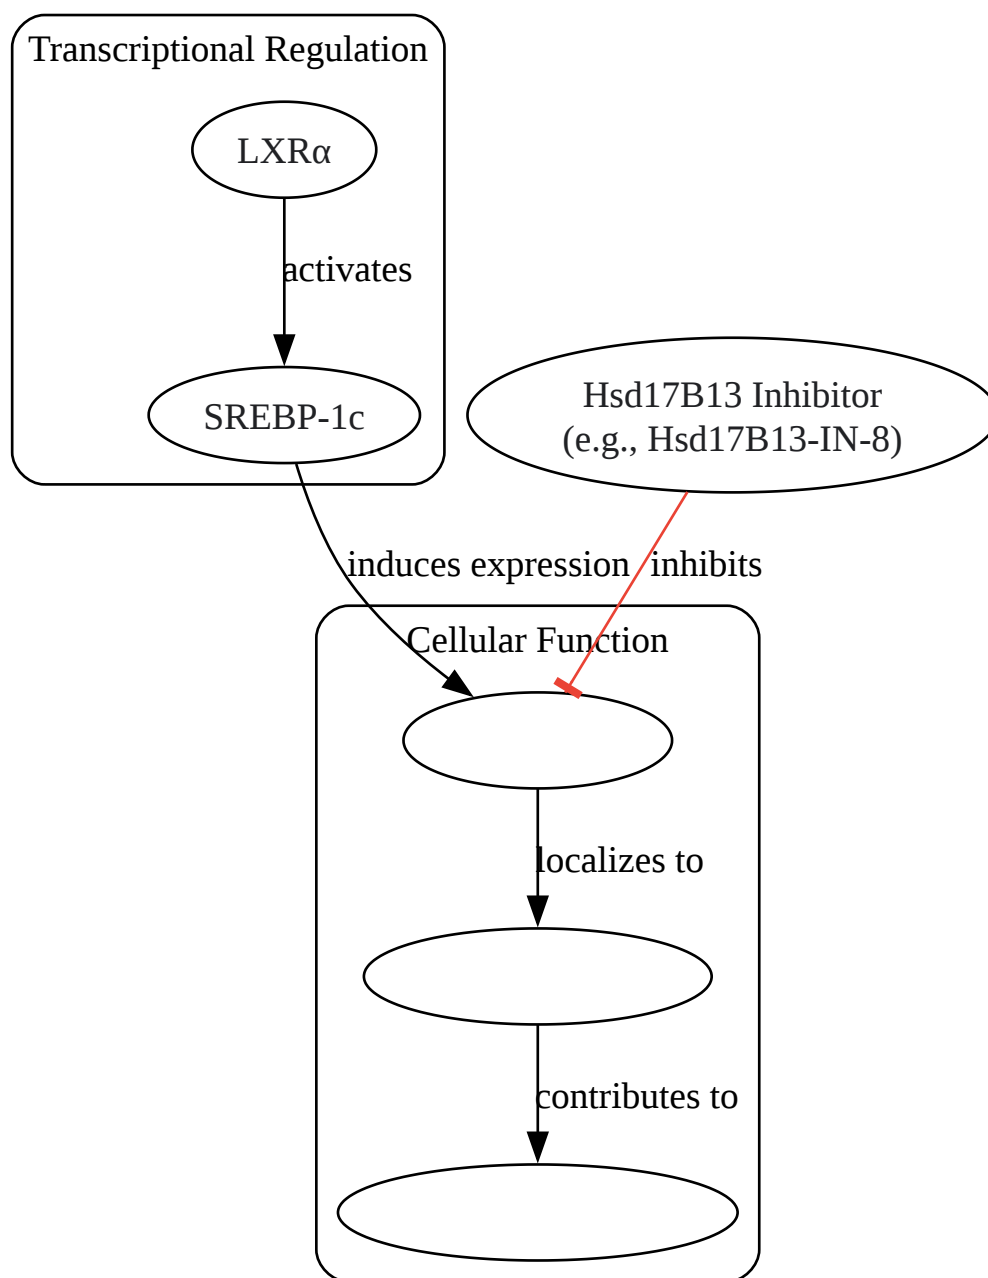 Transcriptional Regulation
LXRα
activates
SREBP-1c
Hsd17B13 Inhibitor
(e.g., Hsd17B13-IN-8)
induces expression
inhibits
Cellular Function
localizes to
contributes to